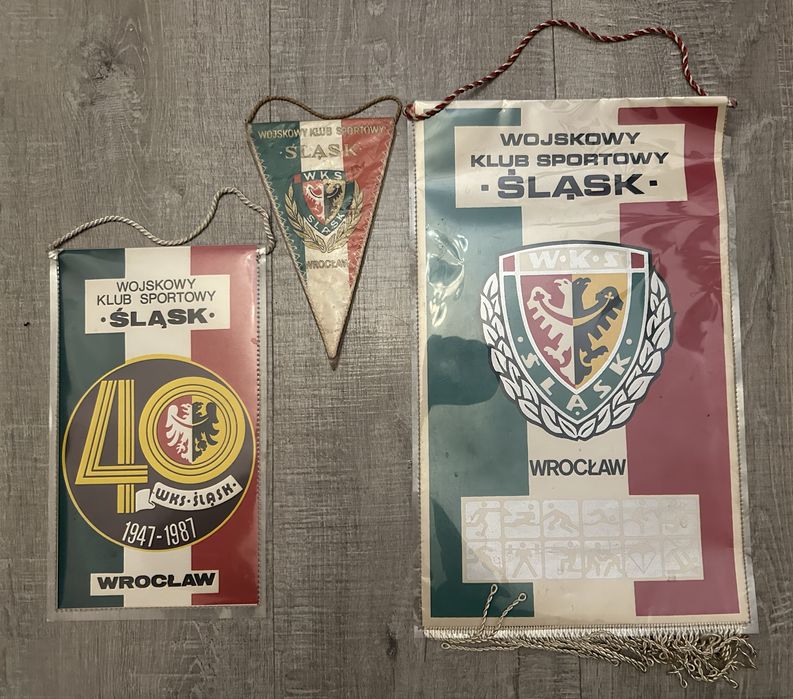 WOJSKOWY
KLUB SPORTOWY
·ŚLĄSK·
40
WKS·ŚLĄSK·
1947-1987
WROCŁAW
WOJSKOWY KLUB SPORTOWY
·ŚLĄSK·
WKS
ŚLĄSK
WROCŁAW
WOJSKOWY
KLUB SPORTOWY
·ŚLĄSK·
W·K·S
·ŚLĄSK·
WROCŁAW